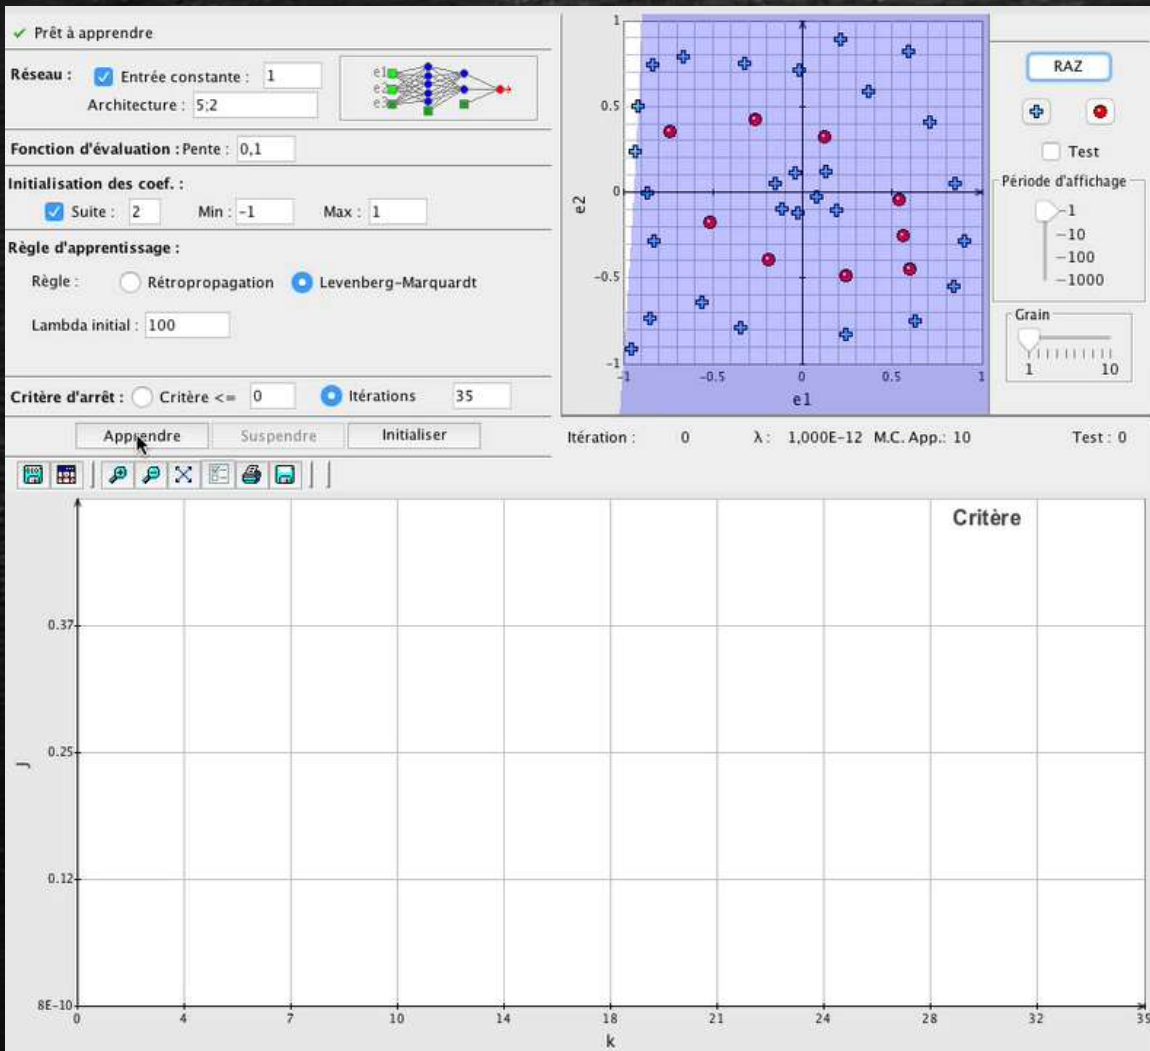 Prêt à apprendre
Réseau : Entrée constante : 1
Architecture : 5;2
e1
e2
e3
Fonction d'évaluation : Pente : 0,1
Initialisation des coef. :
Suite : 2 Min : -1 Max : 1
Règle d'apprentissage :
Règle : Rétropropagation Levenberg-Marquardt
Lambda initial : 100
Critère d'arrêt : Critère <= 0 Itérations 35
Apprendre Suspendre Initialiser
1
0.5
0
-0.5
-1
e2
-1 -0.5 0 0.5 1
e1
RAZ
Test
Période d'affichage
-1
-10
-100
-1000
Grain
1 10
Itération : 0 λ : 1,000E-12 M.C. App.: 10 Test : 0
Critère
0.37
0.25
0.12
8E-10
J
0 4 7 10 14 18 21 24 28 32 35
k